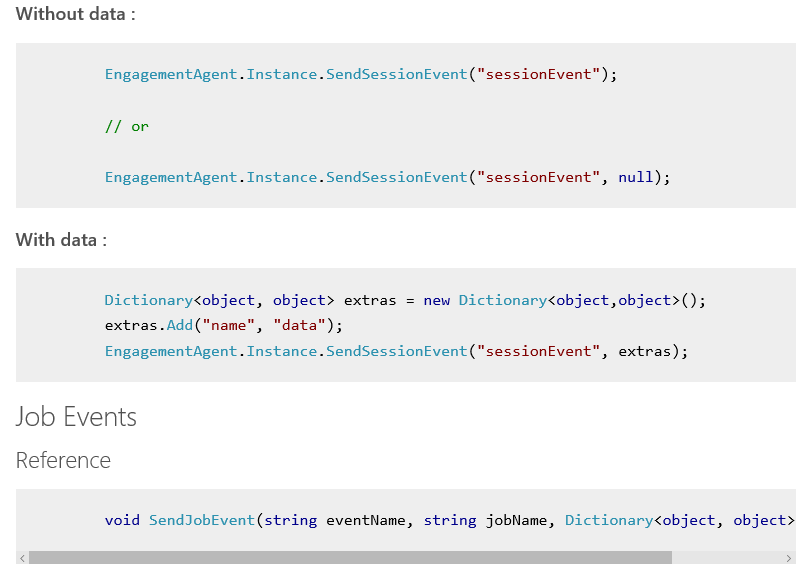 Without data :
EngagementAgent.Instance.SendSessionEvent("sessionEvent");
// or
EngagementAgent.Instance.SendSessionEvent("sessionEvent", null);
With data :
Dictionary<object, object> extras = new Dictionary<object,object>();
extras.Add("name", "data");
EngagementAgent.Instance.SendSessionEvent("sessionEvent", extras);
Job Events
Reference
void SendJobEvent(string eventName, string jobName, Dictionary<object, object>